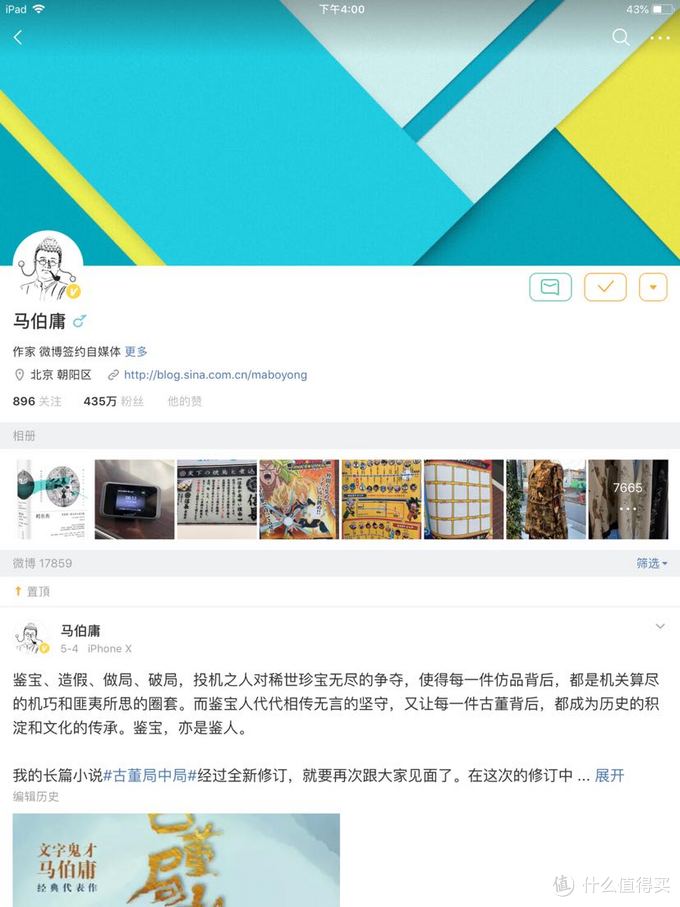 iPad 下午4:00 43%
马伯庸
作家 微博签约自媒体 更多
北京 朝阳区 http://blog.sina.com.cn/maboyong
896 关注 435万 粉丝 他的赞
相册
7665
微博 17859 筛选
置顶
马伯庸
5-4 iPhone X
鉴宝、造假、做局、破局，投机之人对稀世珍宝无尽的争夺，使得每一件仿品背后，都是机关算尽
的机巧和匪夷所思的圈套。而鉴宝人代代相传无言的坚守，又让每一件古董背后，都成为历史的积
淀和文化的传承。鉴宝，亦是鉴人。
我的长篇小说#古董局中局#经过全新修订，就要再次跟大家见面了。在这次的修订中 ... 展开
编辑历史
文字鬼才
马伯庸
经典代表作
值 什么值得买